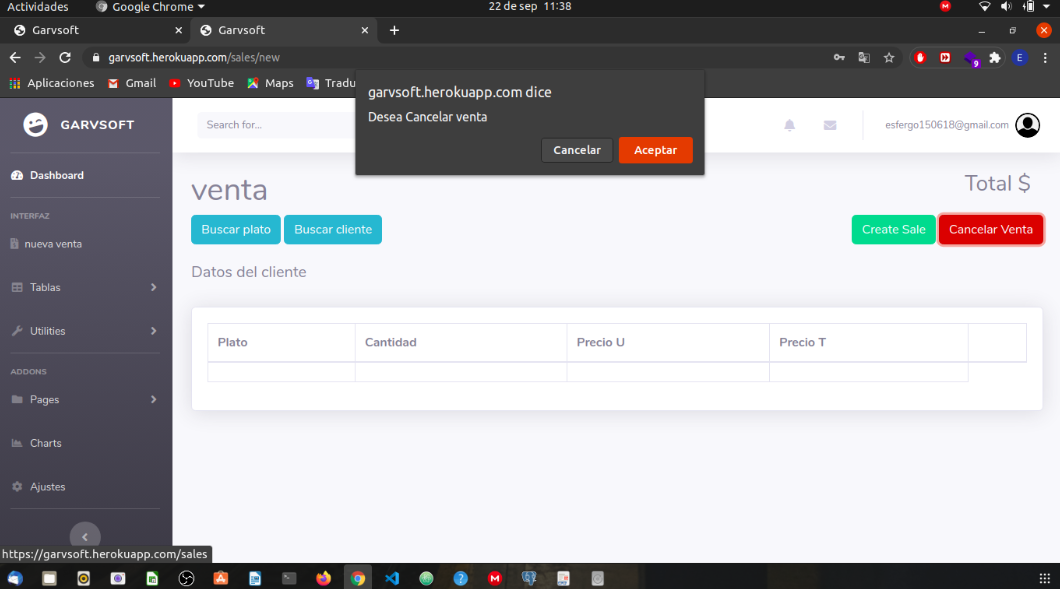 Actividades
Google Chrome
22 de sep 11:38
Garvsoft
Garvsoft
garvsoft.herokuapp.com/sales/new
E
Aplicaciones
Gmail
YouTube
Maps
Tradu
9
garvsoft.herokuapp.com dice
Desea Cancelar venta
Cancelar
Aceptar
GARVSOFT
Search for...
esfergo150618@gmail.com
Dashboard
INTERFAZ
nueva venta
Tablas
Utilities
ADDONS
Pages
Charts
Ajustes
venta
Total $
Buscar plato
Buscar cliente
Create Sale
Cancelar Venta
Datos del cliente
Plato
Cantidad
Precio U
Precio T
https://garvsoft.herokuapp.com/sales